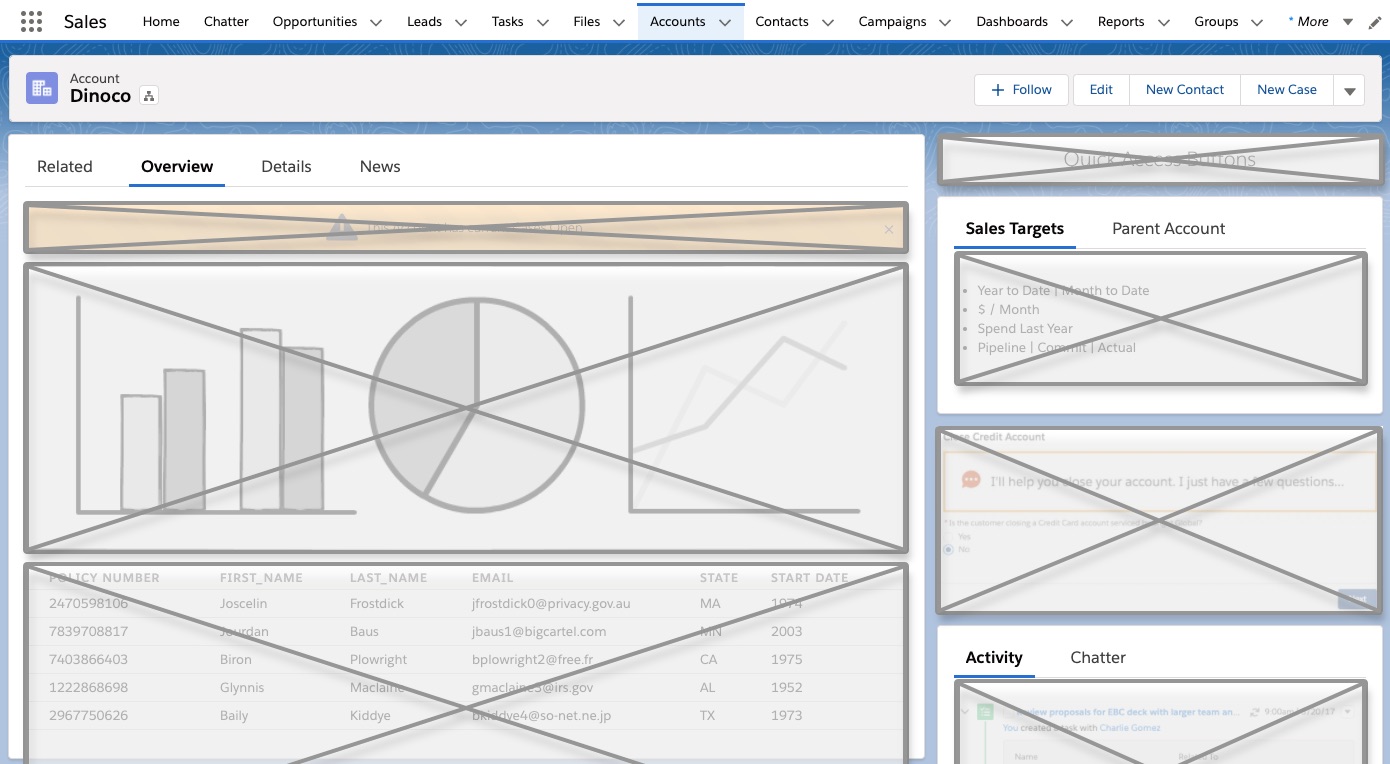 Sales Home Chatter Opportunities Leads Tasks Files Accounts Contacts Campaigns Dashboards Reports Groups * More
Account
Dinoco
Follow Edit New Contact New Case
Related Overview Details News
This
Open
Quick Access Buttons
Sales Targets Parent Account
Year to Date | Month to Date
$ / Month
Spend Last Year
Pipeline | Commit | Actual
Close Credit Account
I'll help you close your account. I just have a few questions...
* Is the customer closing a Credit Card account serviced Global?
Yes
No
POLICY NUMBER FIRST_NAME LAST_NAME EMAIL STATE START DATE
2470598106 Joscelin Frostdick jfrostdick0@privacy.gov.au MA 1974
7839708817 Jourdan Baus jbaus1@bigcartel.com MN 2003
7403866403 Biron Plowright bplowright2@free.fr CA 1975
1222868698 Glynnis Maclaine gmaclaine3@irs.gov AL 1952
2967750626 Baily Kiddye bkiddye4@so-net.ne.jp TX 1973
Activity Chatter
Review proposals for EBC deck with larger team an... 9:00am
You created a task with Charlie Gomez
Name Related To